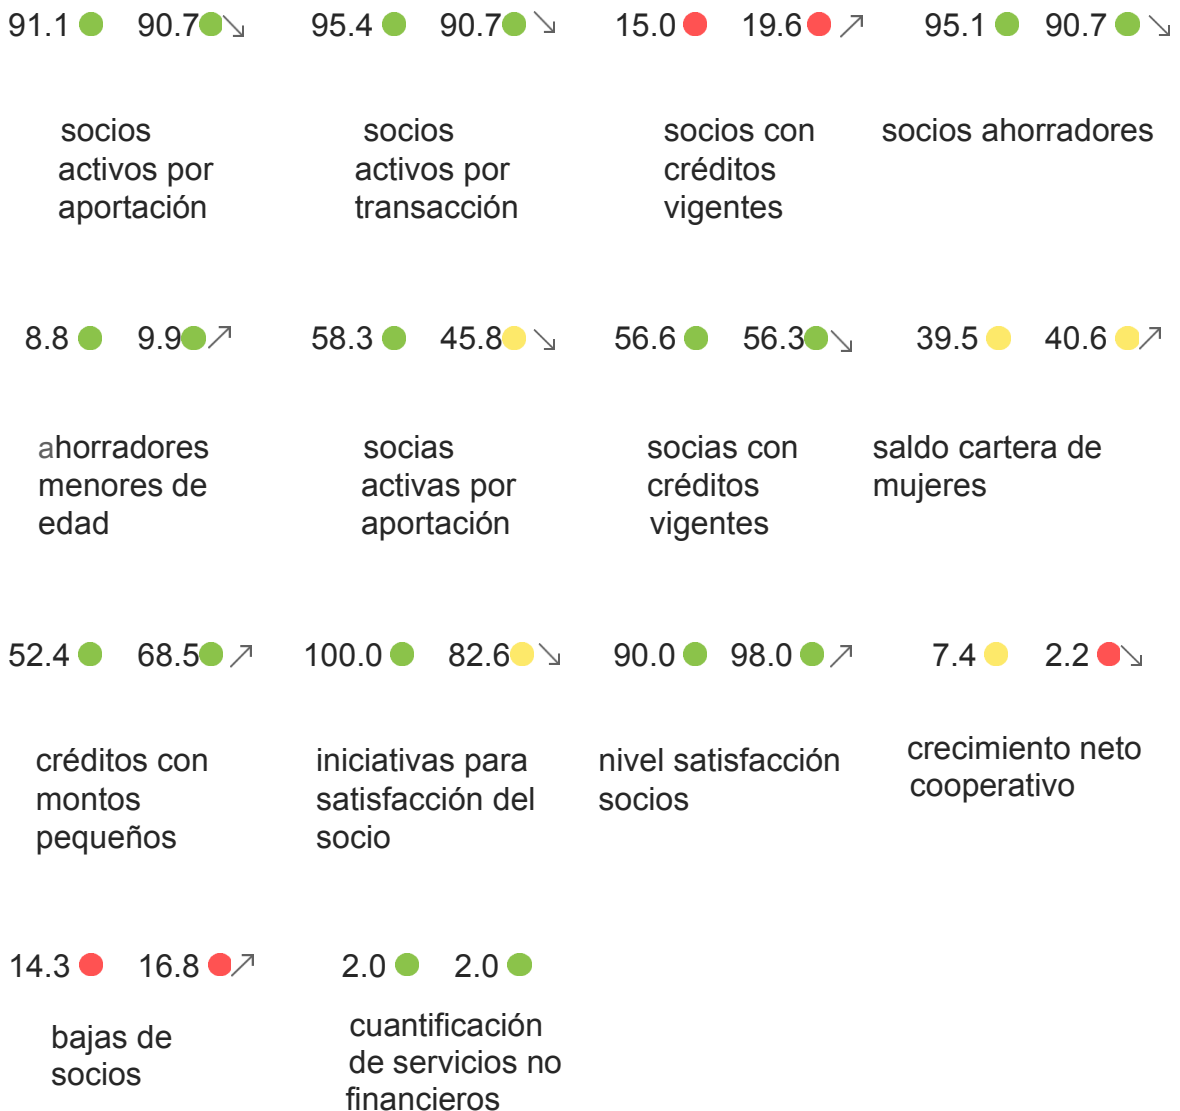 91.1 90.7 95.4 90.7 15.0 19.6 95.1 90.7
socios
activos por
aportación
socios
activos por
transacción
socios con
créditos
vigentes
socios ahorradores
8.8 9.9 58.3 45.8 56.6 56.3 39.5 40.6
ahorradores
menores de
edad
socias
activas por
aportación
socias con
créditos
vigentes
saldo cartera de
mujeres
52.4 68.5 100.0 82.6 90.0 98.0 7.4 2.2
créditos con
montos
pequeños
iniciativas para
satisfacción del
socio
nivel satisfacción
socios
crecimiento neto
cooperativo
14.3 16.8 2.0 2.0
bajas de
socios
cuantificación
de servicios no
financieros